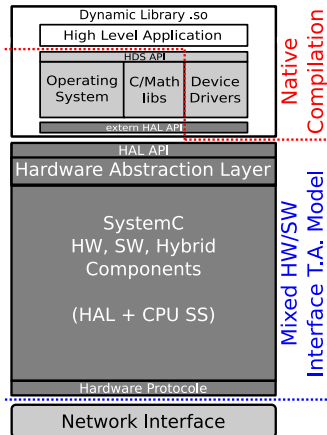 Dynamic Library .so
High Level Application
HDS API
Operating
System
C/Math
libs
Device
Drivers
extern HAL API
Native
Compilation
HAL API
Hardware Abstraction Layer
SystemC
HW, SW, Hybrid
Components
(HAL + CPU SS)
Hardware Protocole
Mixed HW/SW
Interface T.A. Model
Network Interface